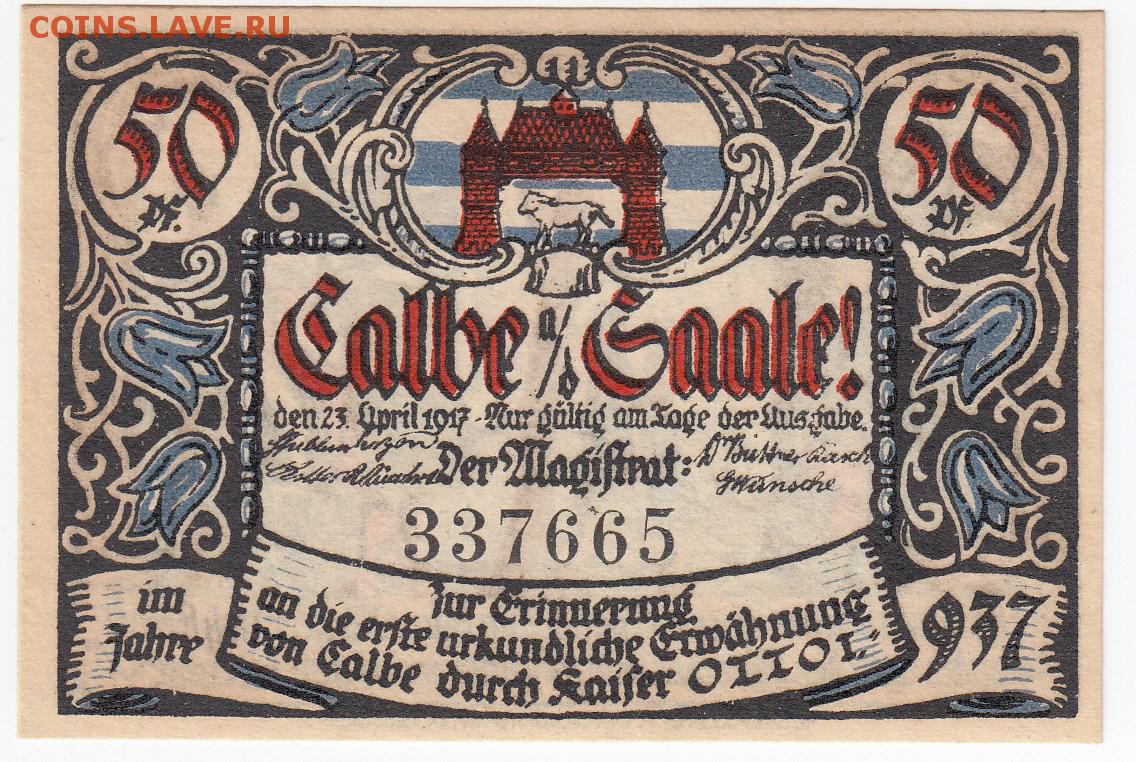 COINS.LAVE.RU
50 Pf.
50 Pf.
Calbe a/d Saale!
den 23. April 1917 · Nur gültig am Tage der Ausgabe.
Der Magistrat:
GWünsche
337665
im Jahre
Zur Erinnerung
an die erste urkundliche Erwähnung
von Calbe durch Kaiser OTTO I.
937